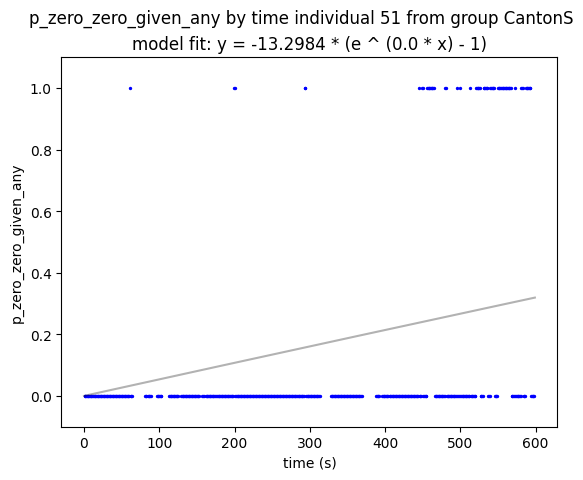 p_zero_zero_given_any by time individual 51 from group CantonS
model fit: y = -13.2984 * (e ^ (0.0 * x) - 1)
p_zero_zero_given_any
1.0
0.8
0.6
0.4
0.2
0.0
0 100 200 300 400 500 600
time (s)